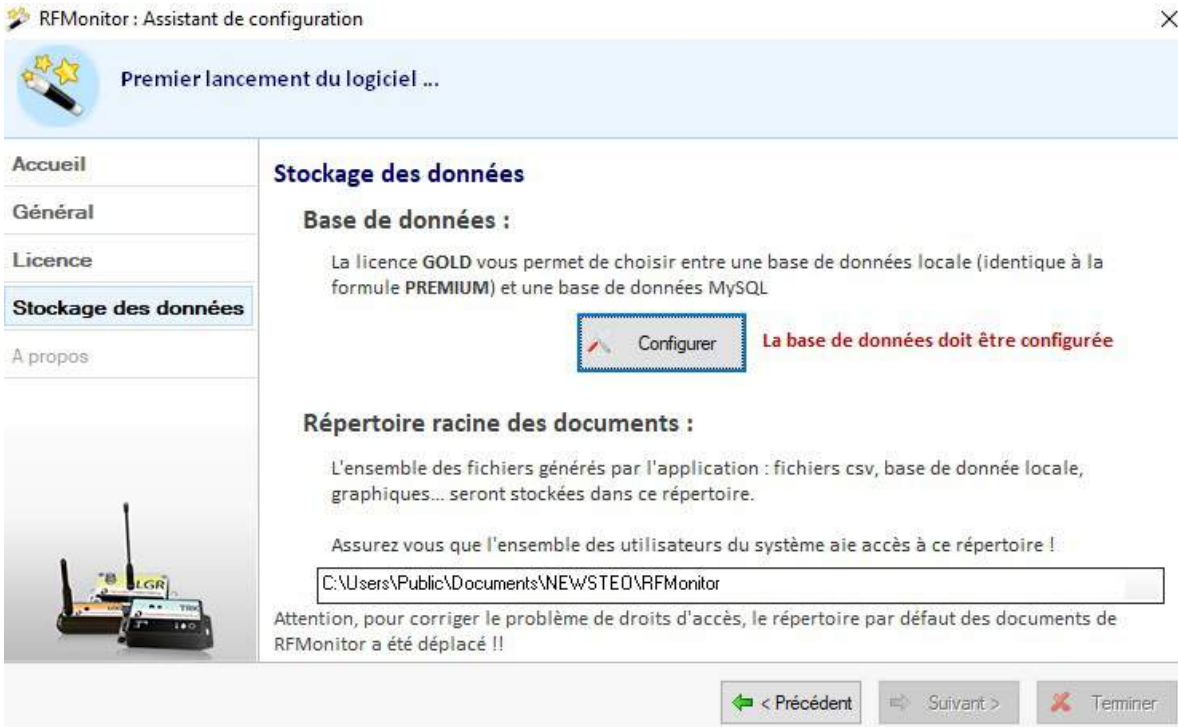 RFMonitor : Assistant de configuration
Premier lancement du logiciel ...
Accueil
Général
Licence
Stockage des données
A propos
Stockage des données
Base de données :
La licence GOLD vous permet de choisir entre une base de données locale (identique à la
formule PREMIUM) et une base de données MySQL
Configurer
La base de données doit être configurée
Répertoire racine des documents :
L'ensemble des fichiers générés par l'application : fichiers csv, base de donnée locale,
graphiques... seront stockées dans ce répertoire.
Assurez vous que l'ensemble des utilisateurs du système aie accès à ce répertoire !
C:\Users\Public\Documents\NEWSTEO\RFMonitor
Attention, pour corriger le problème de droits d'accès, le répertoire par défaut des documents de
RFMonitor a été déplacé !!
LGR
TRK
< Précédent
Suivant >
Terminer